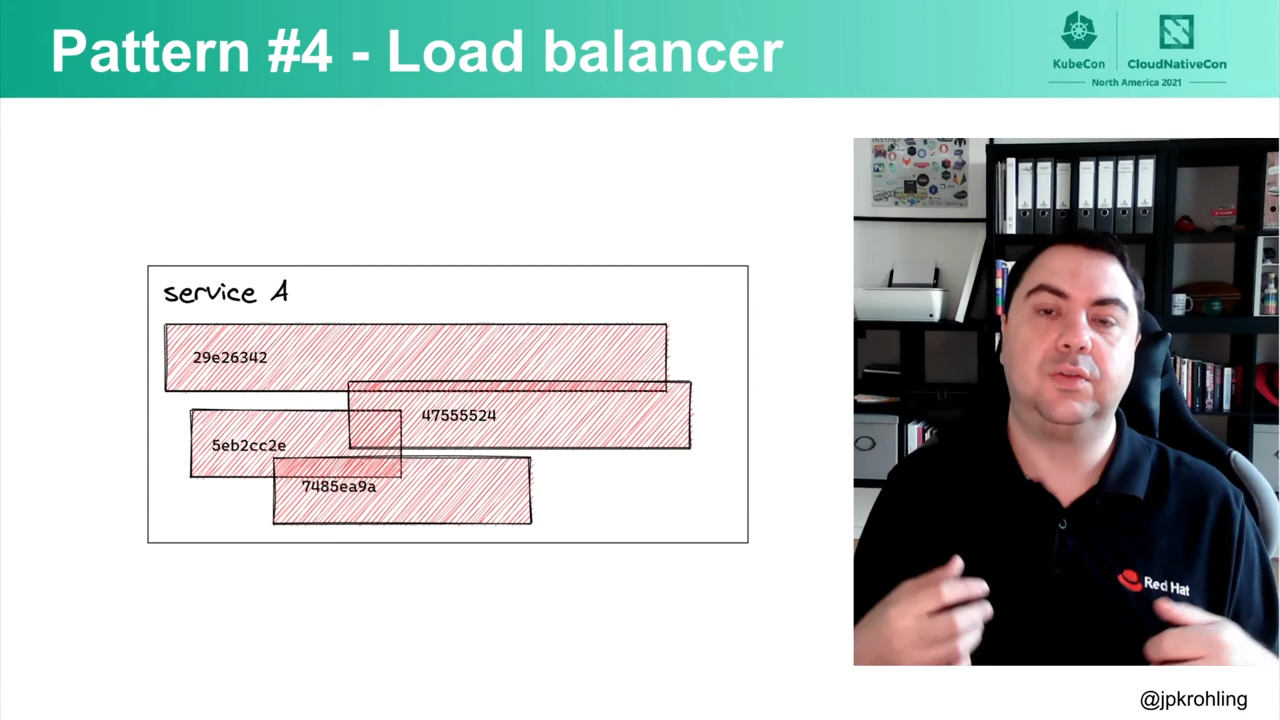 Pattern #4 - Load balancer
KubeCon
CloudNativeCon
North America 2021
service A
29e26342
47555524
5eb2cc2e
7485ea9a
Red Hat
@jpkrohling